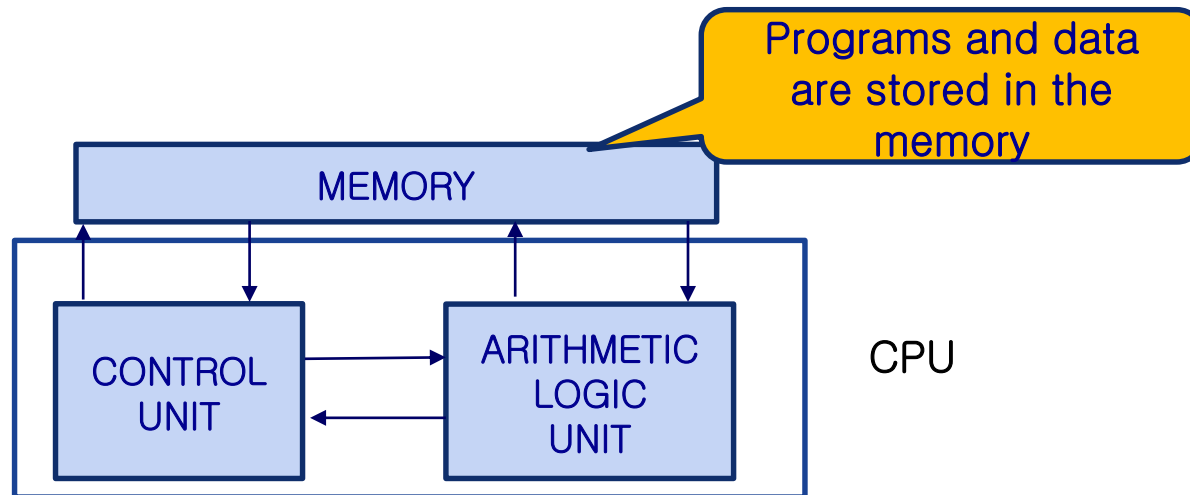 Programs and data
are stored in the
memory
MEMORY
CONTROL
UNIT
ARITHMETIC
LOGIC
UNIT
CPU